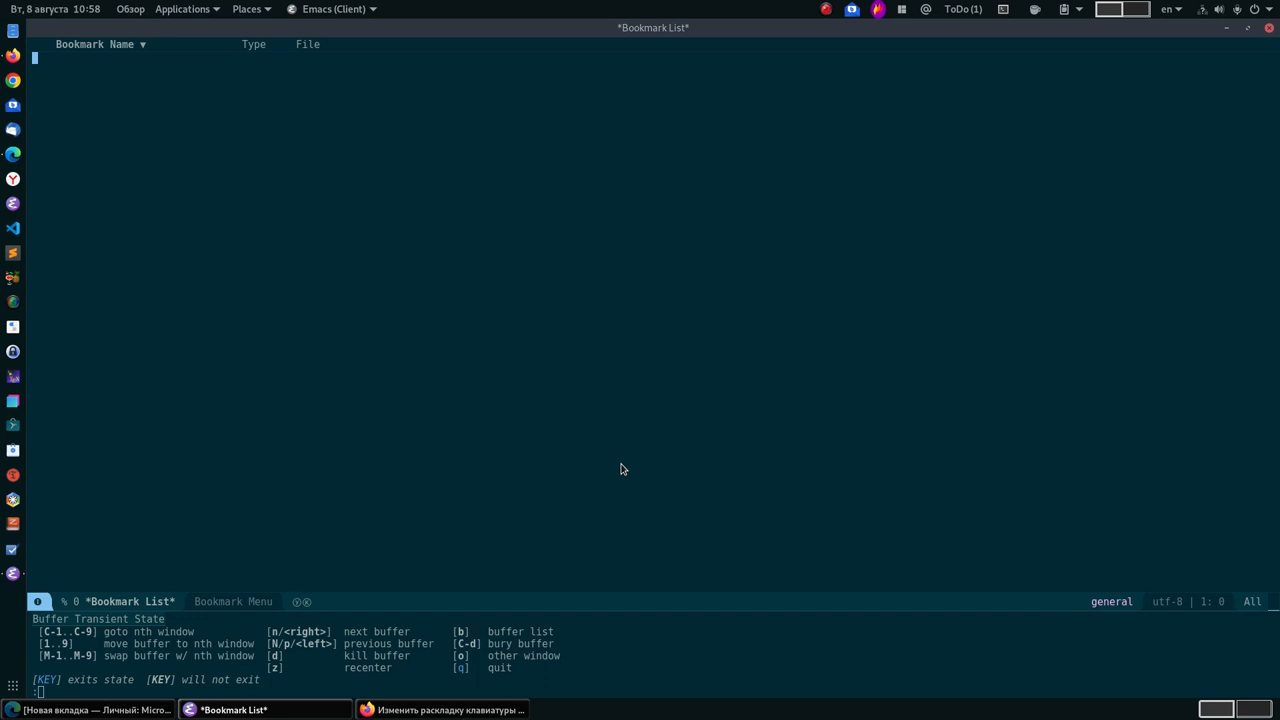 Вт, 8 августа 10:58 Обзор Applications Places Emacs (Client) ToDo (1) en
*Bookmark List*
Bookmark Name ▼ Type File
% 0 *Bookmark List* Bookmark Menu ⓎⓀ general utf-8 | 1: 0 All
Buffer Transient State
[C-1..C-9] goto nth window [n/<right>] next buffer [b] buffer list
[1..9] move buffer to nth window [N/p/<left>] previous buffer [C-d] bury buffer
[M-1..M-9] swap buffer w/ nth window [d] kill buffer [o] other window
[z] recenter [q] quit
[KEY] exits state [KEY] will not exit
:
[Новая вкладка — Личный: Micro... *Bookmark List* Изменить раскладку клавиатуры ...